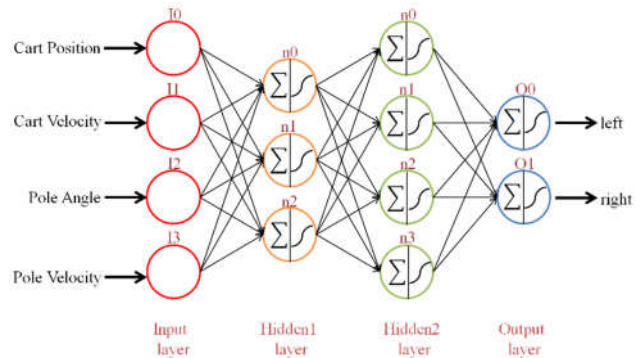 I0
Cart Position
n0
n0
I1
O0
Cart Velocity
n1
left
n1
I2
O1
Pole Angle
n2
right
n2
I3
n3
Pole Velocity
Σ
Σ
Σ
Σ
Σ
Σ
Σ
Σ
Σ
Input layer
Hidden1 layer
Hidden2 layer
Output layer